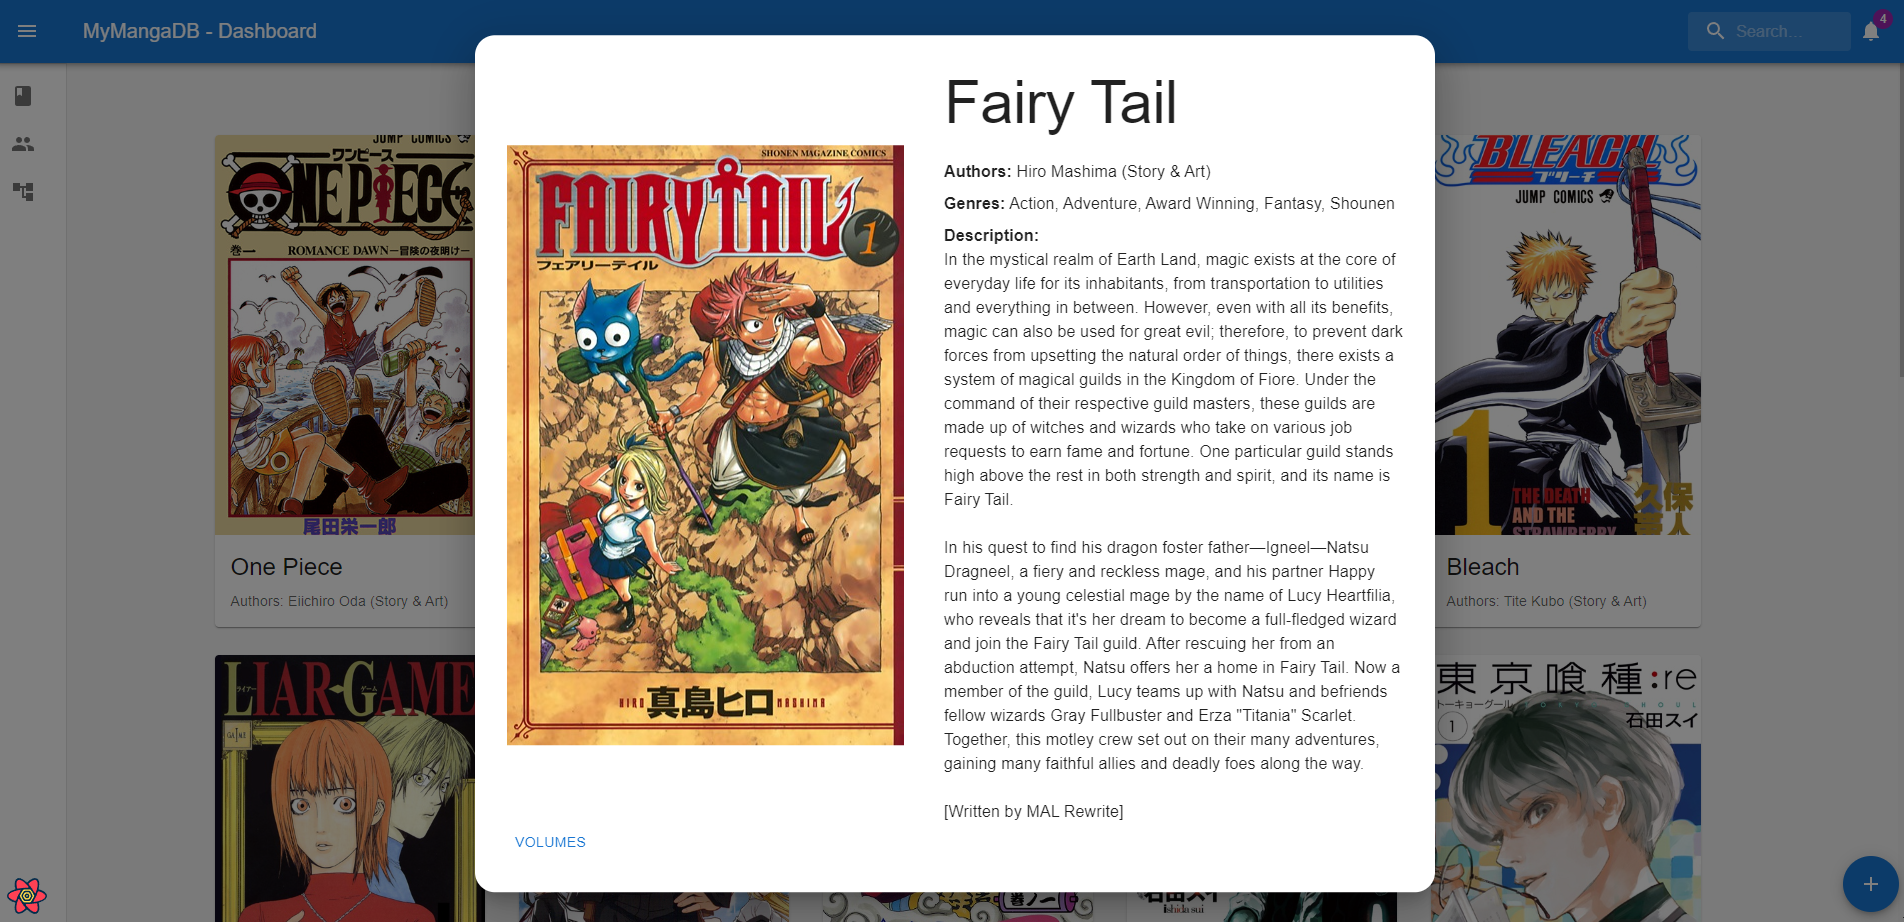 MyMangaDB - Dashboard
Search...
4
JUMP COMICS
ワンピース
ONE PIECE
巻一
ROMANCE DAWN—冒険の夜明け—
尾田栄一郎
One Piece
Authors: Eiichiro Oda (Story & Art)
LIAR GAME
ライアー
ゲーム
SHONEN MAGAZINE COMICS
FAIRY TAIL
1
フェアリーテイル
HIRO 真島ヒロ MASHIMA
VOLUMES
Fairy Tail
Authors: Hiro Mashima (Story & Art)
Genres: Action, Adventure, Award Winning, Fantasy, Shounen
Description:
In the mystical realm of Earth Land, magic exists at the core of
everyday life for its inhabitants, from transportation to utilities
and everything in between. However, even with all its benefits,
magic can also be used for great evil; therefore, to prevent dark
forces from upsetting the natural order of things, there exists a
system of magical guilds in the Kingdom of Fiore. Under the
command of their respective guild masters, these guilds are
made up of witches and wizards who take on various job
requests to earn fame and fortune. One particular guild stands
high above the rest in both strength and spirit, and its name is
Fairy Tail.
In his quest to find his dragon foster father—Igneel—Natsu
Dragneel, a fiery and reckless mage, and his partner Happy
run into a young celestial mage by the name of Lucy Heartfilia,
who reveals that it's her dream to become a full-fledged wizard
and join the Fairy Tail guild. After rescuing her from an
abduction attempt, Natsu offers her a home in Fairy Tail. Now a
member of the guild, Lucy teams up with Natsu and befriends
fellow wizards Gray Fullbuster and Erza "Titania" Scarlet.
Together, this motley crew set out on their many adventures,
gaining many faithful allies and deadly foes along the way.
[Written by MAL Rewrite]
BLEACH
ブリーチ
JUMP COMICS
1
THE DEATH
AND THE
STRAWBERRY
久保
Bleach
Authors: Tite Kubo (Story & Art)
東京喰種:re
トーキョーグール
石田スイ
1
石田スイ
ishida sui